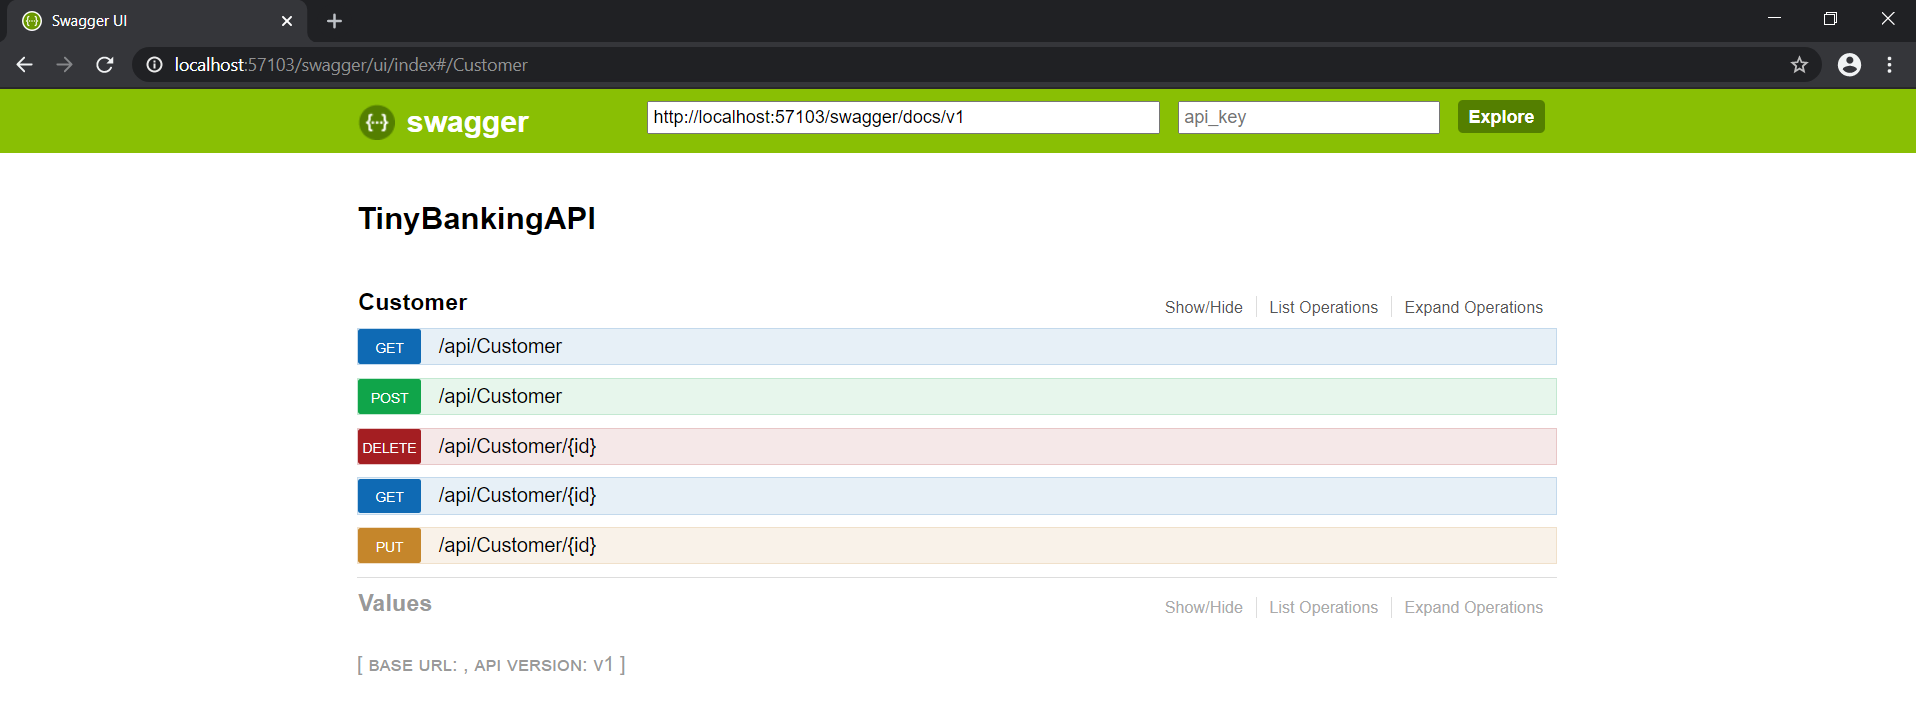 Swagger UI
localhost:57103/swagger/ui/index#/Customer
{···} swagger http://localhost:57103/swagger/docs/v1 api_key Explore
TinyBankingAPI
Customer Show/Hide List Operations Expand Operations
GET /api/Customer
POST /api/Customer
DELETE /api/Customer/{id}
GET /api/Customer/{id}
PUT /api/Customer/{id}
Values Show/Hide List Operations Expand Operations
[ BASE URL: , API VERSION: V1 ]